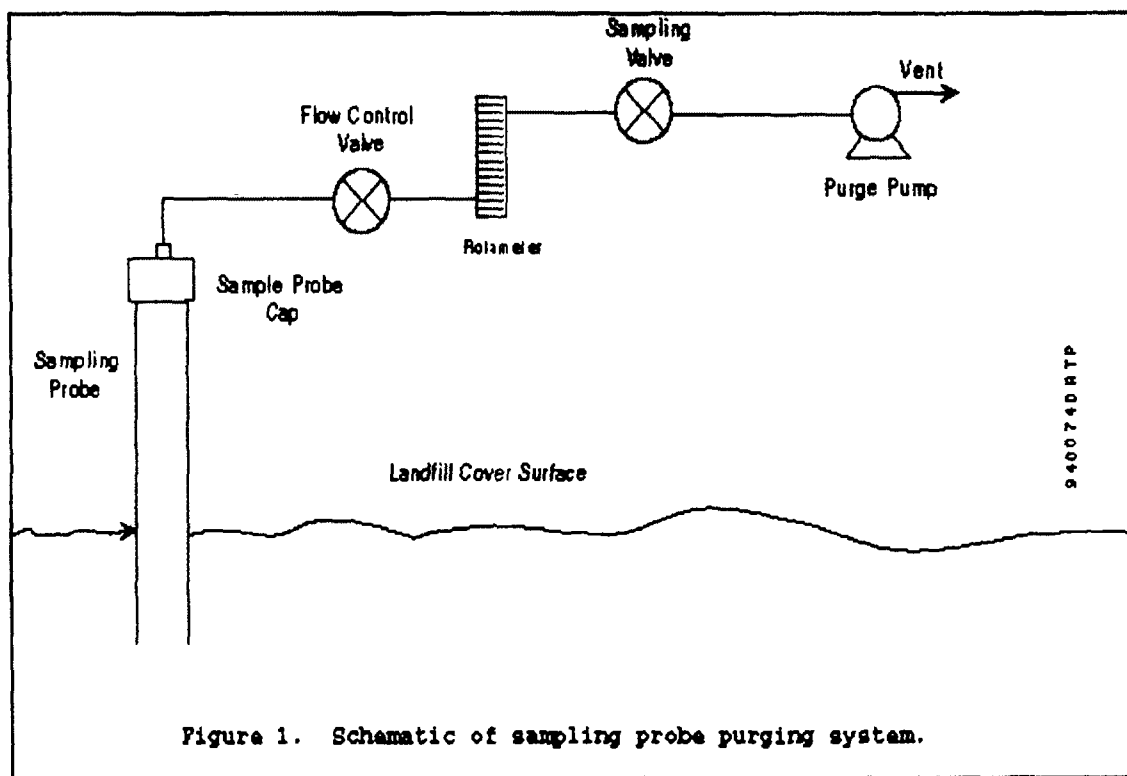 Sampling
Valve
Vent
Flow Control
Valve
Purge Pump
Rotameter
Sample Probe
Cap
Sampling
Probe
940074DRTP
Landfill Cover Surface
Figure 1. Schematic of sampling probe purging system.